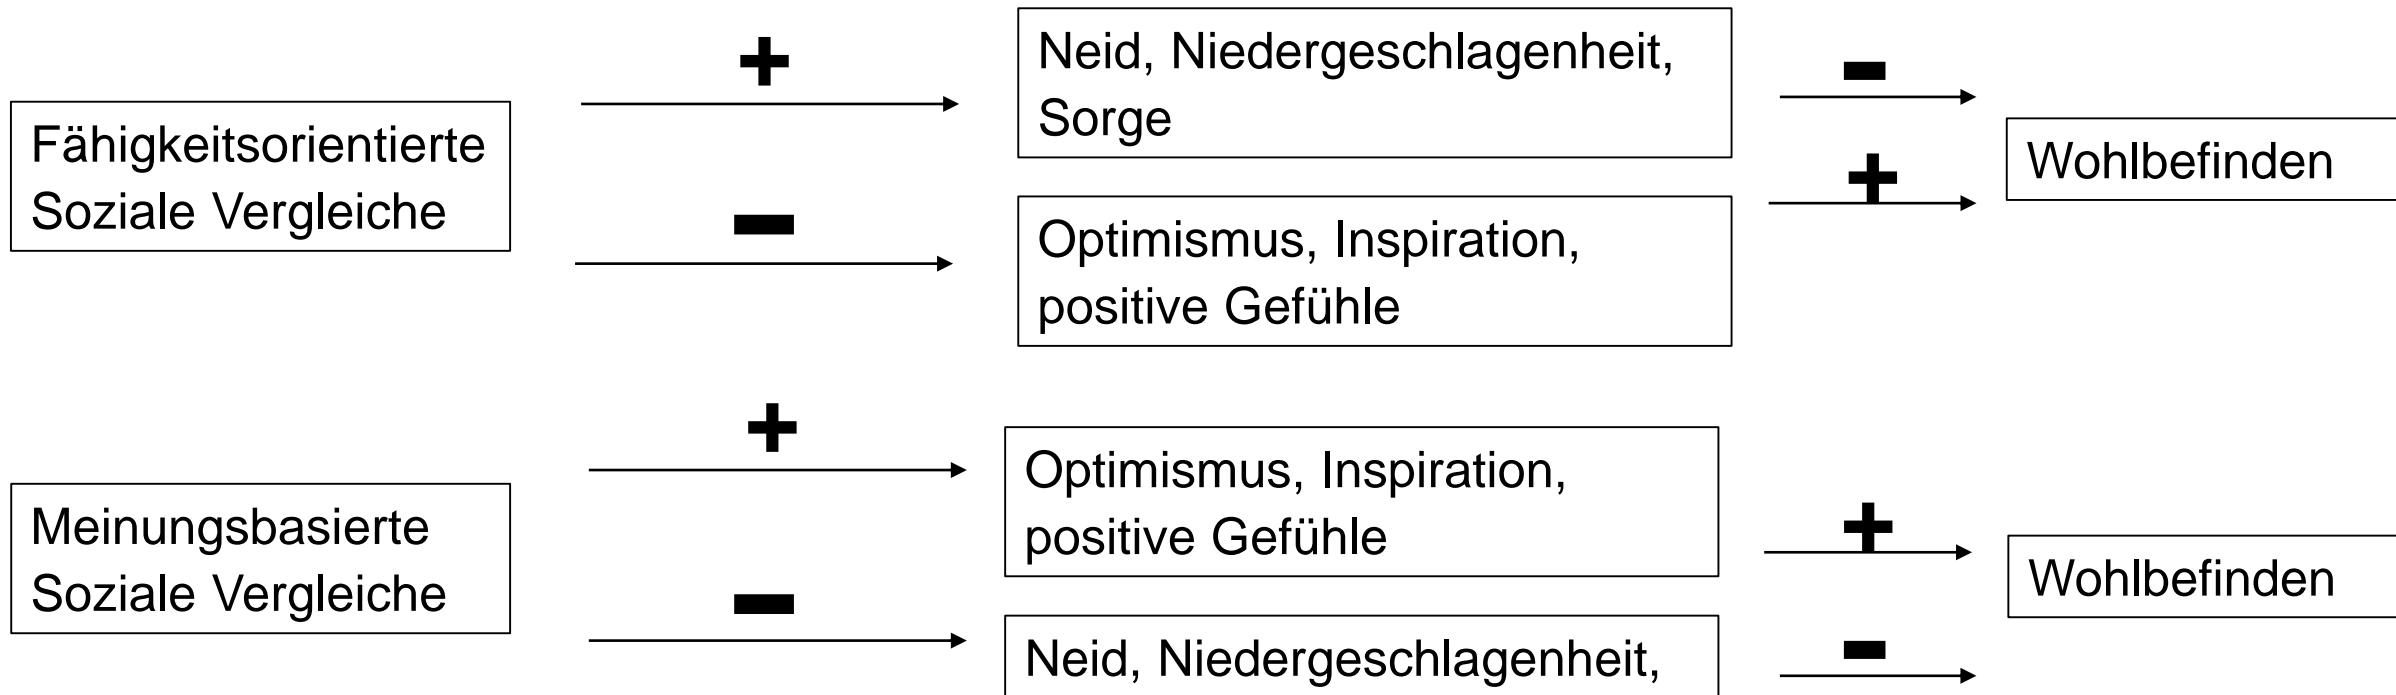 +
Neid, Niedergeschlagenheit,
Sorge
-
Fähigkeitsorientierte
Soziale Vergleiche
-
Optimismus, Inspiration,
positive Gefühle
+
Wohlbefinden
+
Optimismus, Inspiration,
positive Gefühle
+
Meinungsbasierte
Soziale Vergleiche
-
Neid, Niedergeschlagenheit,
-
Wohlbefinden